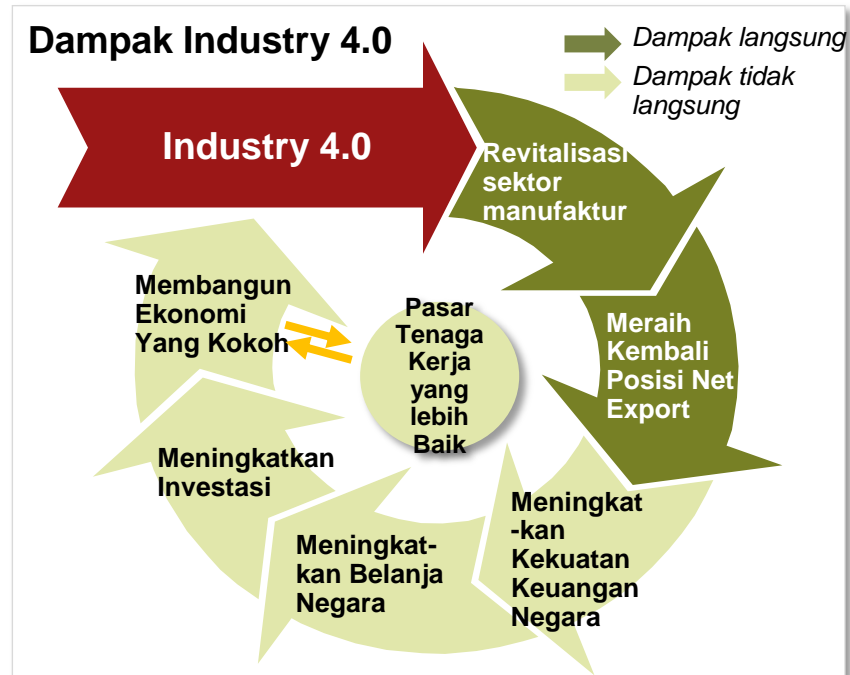 Dampak Industry 4.0
Dampak langsung
Dampak tidak
langsung
Industry 4.0
Revitalisasi
sektor
manufaktur
Meraih
Kembali
Posisi Net
Export
Meningkat
-kan
Kekuatan
Keuangan
Negara
Meningkat-
kan Belanja
Negara
Meningkatkan
Investasi
Membangun
Ekonomi
Yang Kokoh
Pasar
Tenaga
Kerja
yang
lebih
Baik